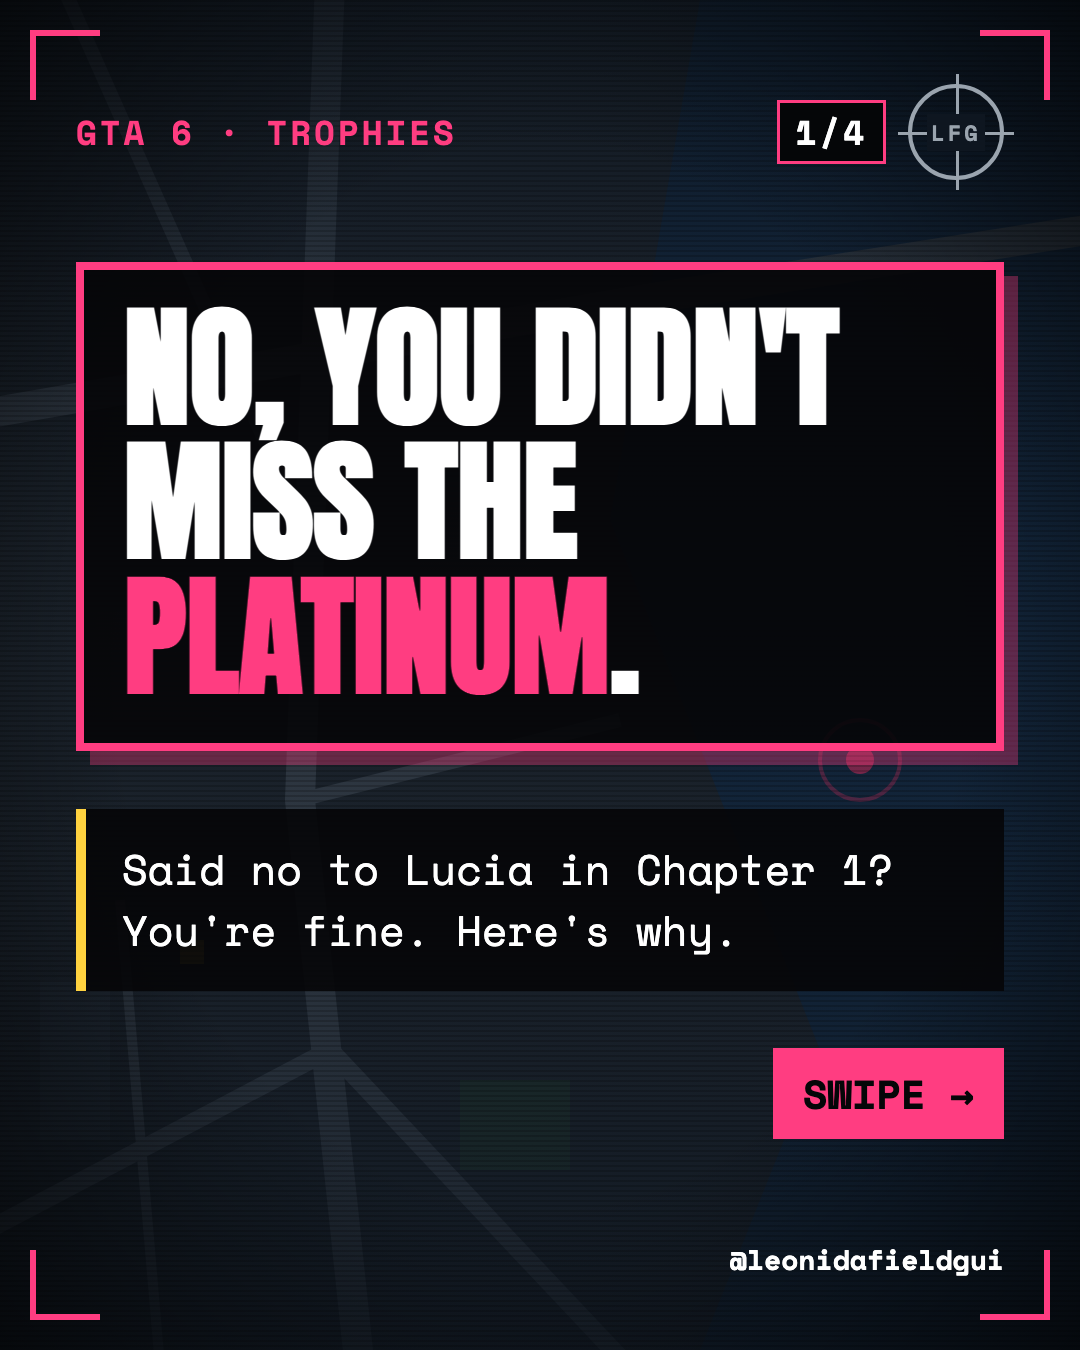 GTA 6 · TROPHIES
1/4
LFG
NO, YOU DIDN'T
MISS THE
PLATINUM.
Said no to Lucia in Chapter 1?
You're fine. Here's why.
SWIPE →
@leonidafieldgui